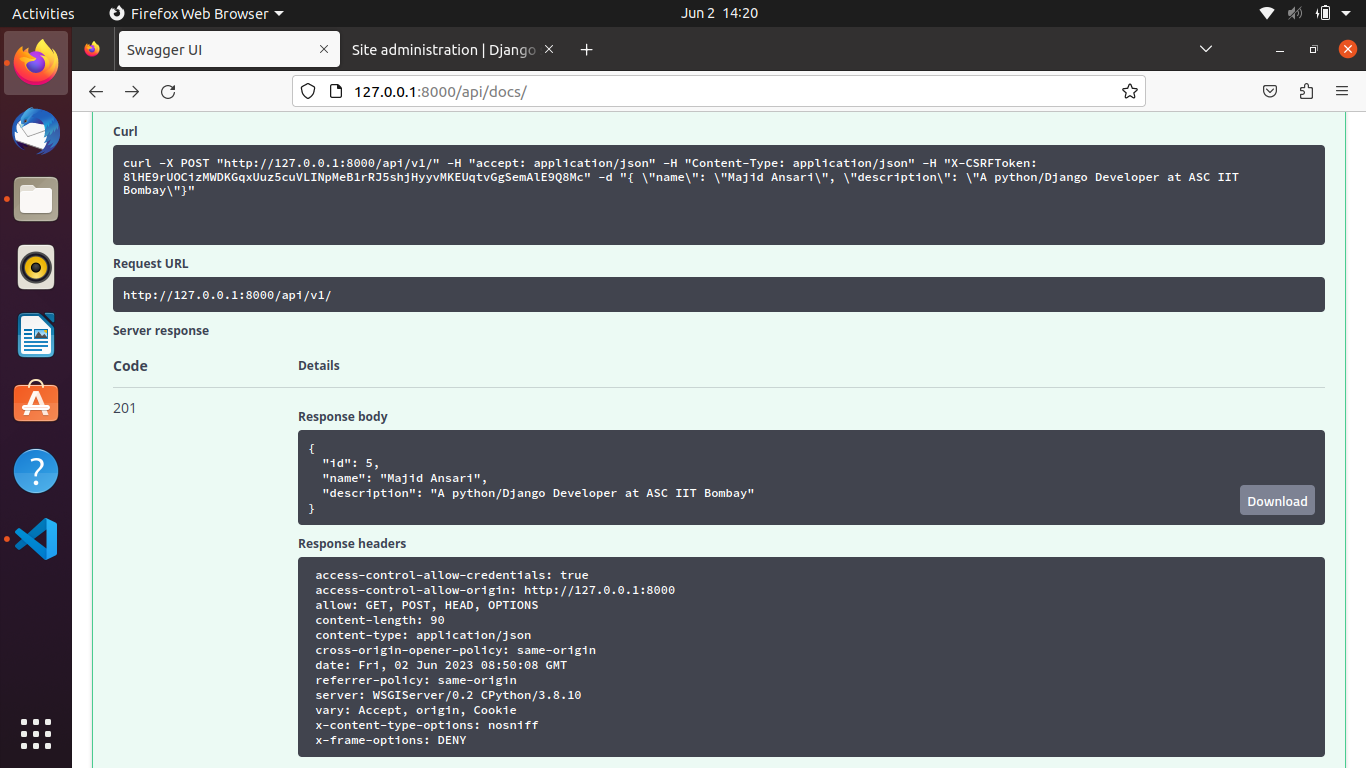 Activities
Firefox Web Browser
Jun 2 14:20
Swagger UI
Site administration | Django
127.0.0.1:8000/api/docs/
Curl
curl -X POST "http://127.0.0.1:8000/api/v1/" -H "accept: application/json" -H "Content-Type: application/json" -H "X-CSRFToken:
8lHE9rUOCizMWDKGqxUuz5cuVLINpMeB1rRJ5shjHyyvMKEUqtvGgSemAlE9Q8Mc" -d "{ \"name\": \"Majid Ansari\", \"description\": \"A python/Django Developer at ASC IIT
Bombay\"}"
Request URL
http://127.0.0.1:8000/api/v1/
Server response
Code
Details
201
Response body
{
"id": 5,
"name": "Majid Ansari",
"description": "A python/Django Developer at ASC IIT Bombay"
}
Download
Response headers
access-control-allow-credentials: true
access-control-allow-origin: http://127.0.0.1:8000
allow: GET, POST, HEAD, OPTIONS
content-length: 90
content-type: application/json
cross-origin-opener-policy: same-origin
date: Fri, 02 Jun 2023 08:50:08 GMT
referrer-policy: same-origin
server: WSGIServer/0.2 CPython/3.8.10
vary: Accept, origin, Cookie
x-content-type-options: nosniff
x-frame-options: DENY